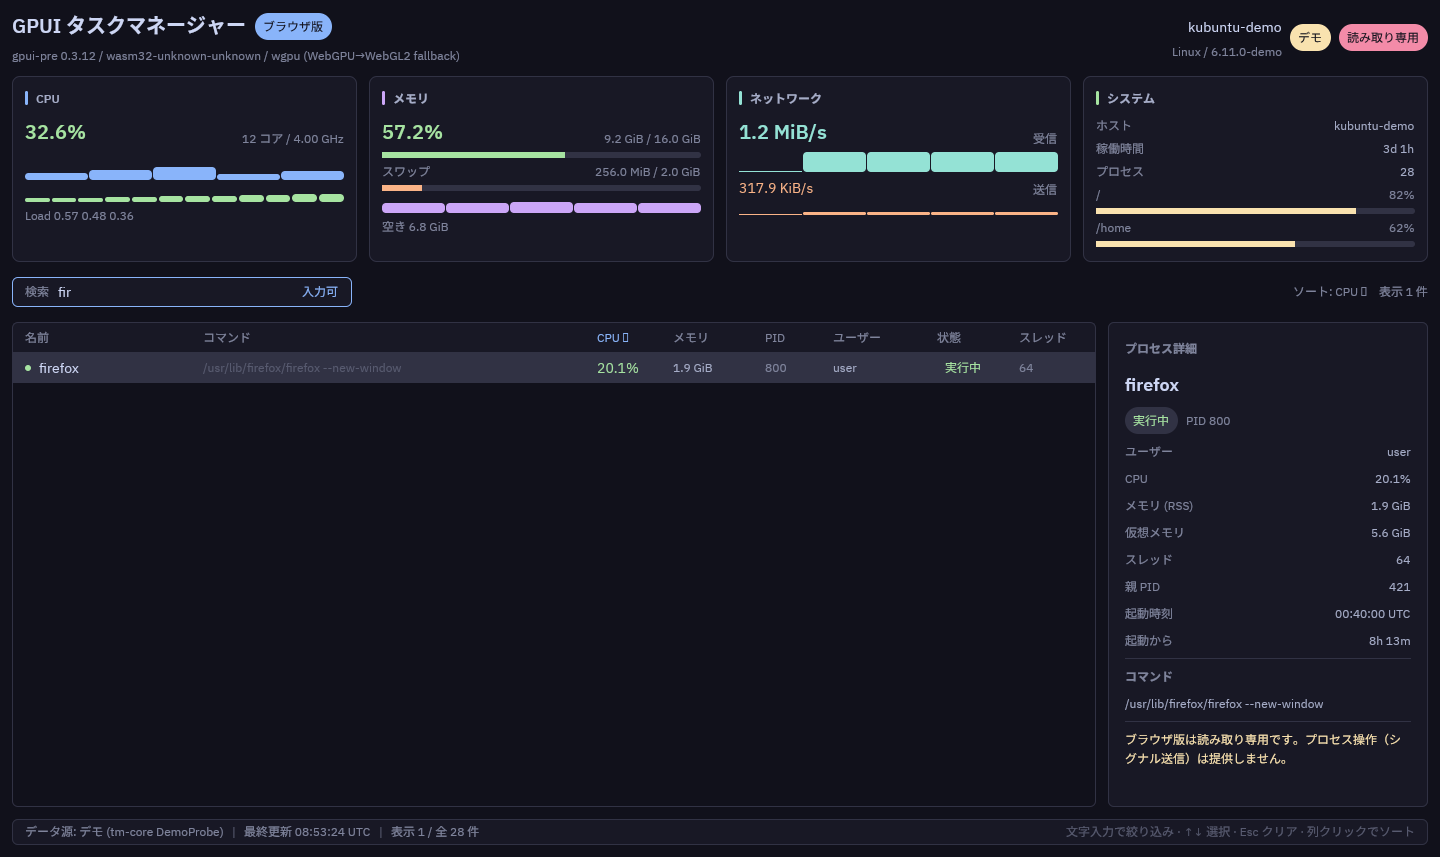 GPUI タスクマネージャー ブラウザ版
gpui-pre 0.3.12 / wasm32-unknown-unknown / wgpu (WebGPU→WebGL2 fallback)
kubuntu-demo
Linux / 6.11.0-demo
デモ 読み取り専用
CPU
32.6% 12 コア / 4.00 GHz
Load 0.57 0.48 0.36
メモリ
57.2% 9.2 GiB / 16.0 GiB
スワップ 256.0 MiB / 2.0 GiB
空き 6.8 GiB
ネットワーク
1.2 MiB/s 受信
317.9 KiB/s 送信
システム
ホスト kubuntu-demo
稼働時間 3d 1h
プロセス 28
/ 82%
/home 62%
検索 fir 入力可
ソート: CPU ▯ 表示 1 件
名前 コマンド CPU ▯ メモリ PID ユーザー 状態 スレッド
firefox /usr/lib/firefox/firefox --new-window 20.1% 1.9 GiB 800 user 実行中 64
プロセス詳細
firefox
実行中 PID 800
ユーザー user
CPU 20.1%
メモリ (RSS) 1.9 GiB
仮想メモリ 5.6 GiB
スレッド 64
親 PID 421
起動時刻 00:40:00 UTC
起動から 8h 13m
コマンド
/usr/lib/firefox/firefox --new-window
ブラウザ版は読み取り専用です。プロセス操作（シ
グナル送信）は提供しません。
データ源: デモ (tm-core DemoProbe) | 最終更新 08:53:24 UTC | 表示 1 / 全 28 件
文字入力で絞り込み · ↑↓ 選択 · Esc クリア · 列クリックでソート